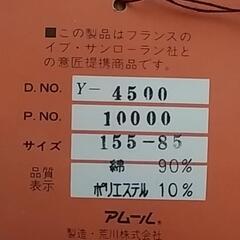 ■この製品はフランスの
イブ・サンローラン社と
の意匠提携商品です。
D.NO. Y-4500
P.NO. 10000
サイズ 155-85
品質表示 綿 90%
ポリエステル 10%
アムール
製造・荒川株式会社